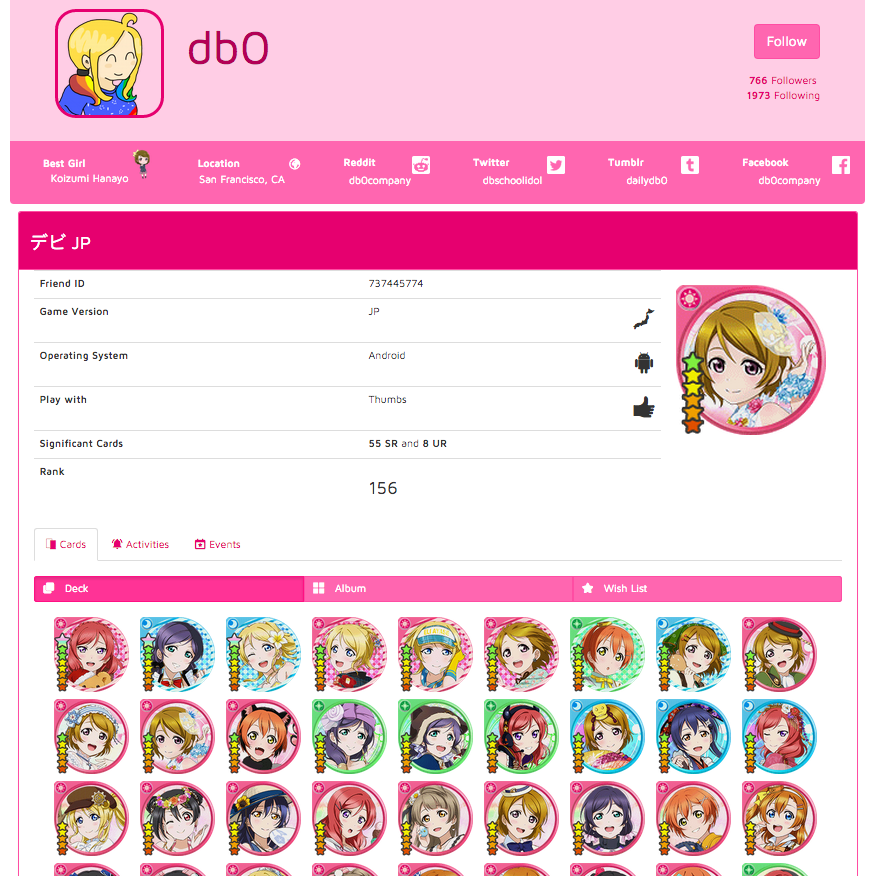 db0
Follow
766 Followers
1973 Following
Best Girl
Koizumi Hanayo
Location
San Francisco, CA
Reddit
db0company
Twitter
dbschoolidol
Tumblr
dailydb0
Facebook
db0company
デビ JP
Friend ID 737445774
Game Version JP
Operating System Android
Play with Thumbs
Significant Cards 55 SR and 8 UR
Rank
156
Cards Activities Events
Deck Album Wish List